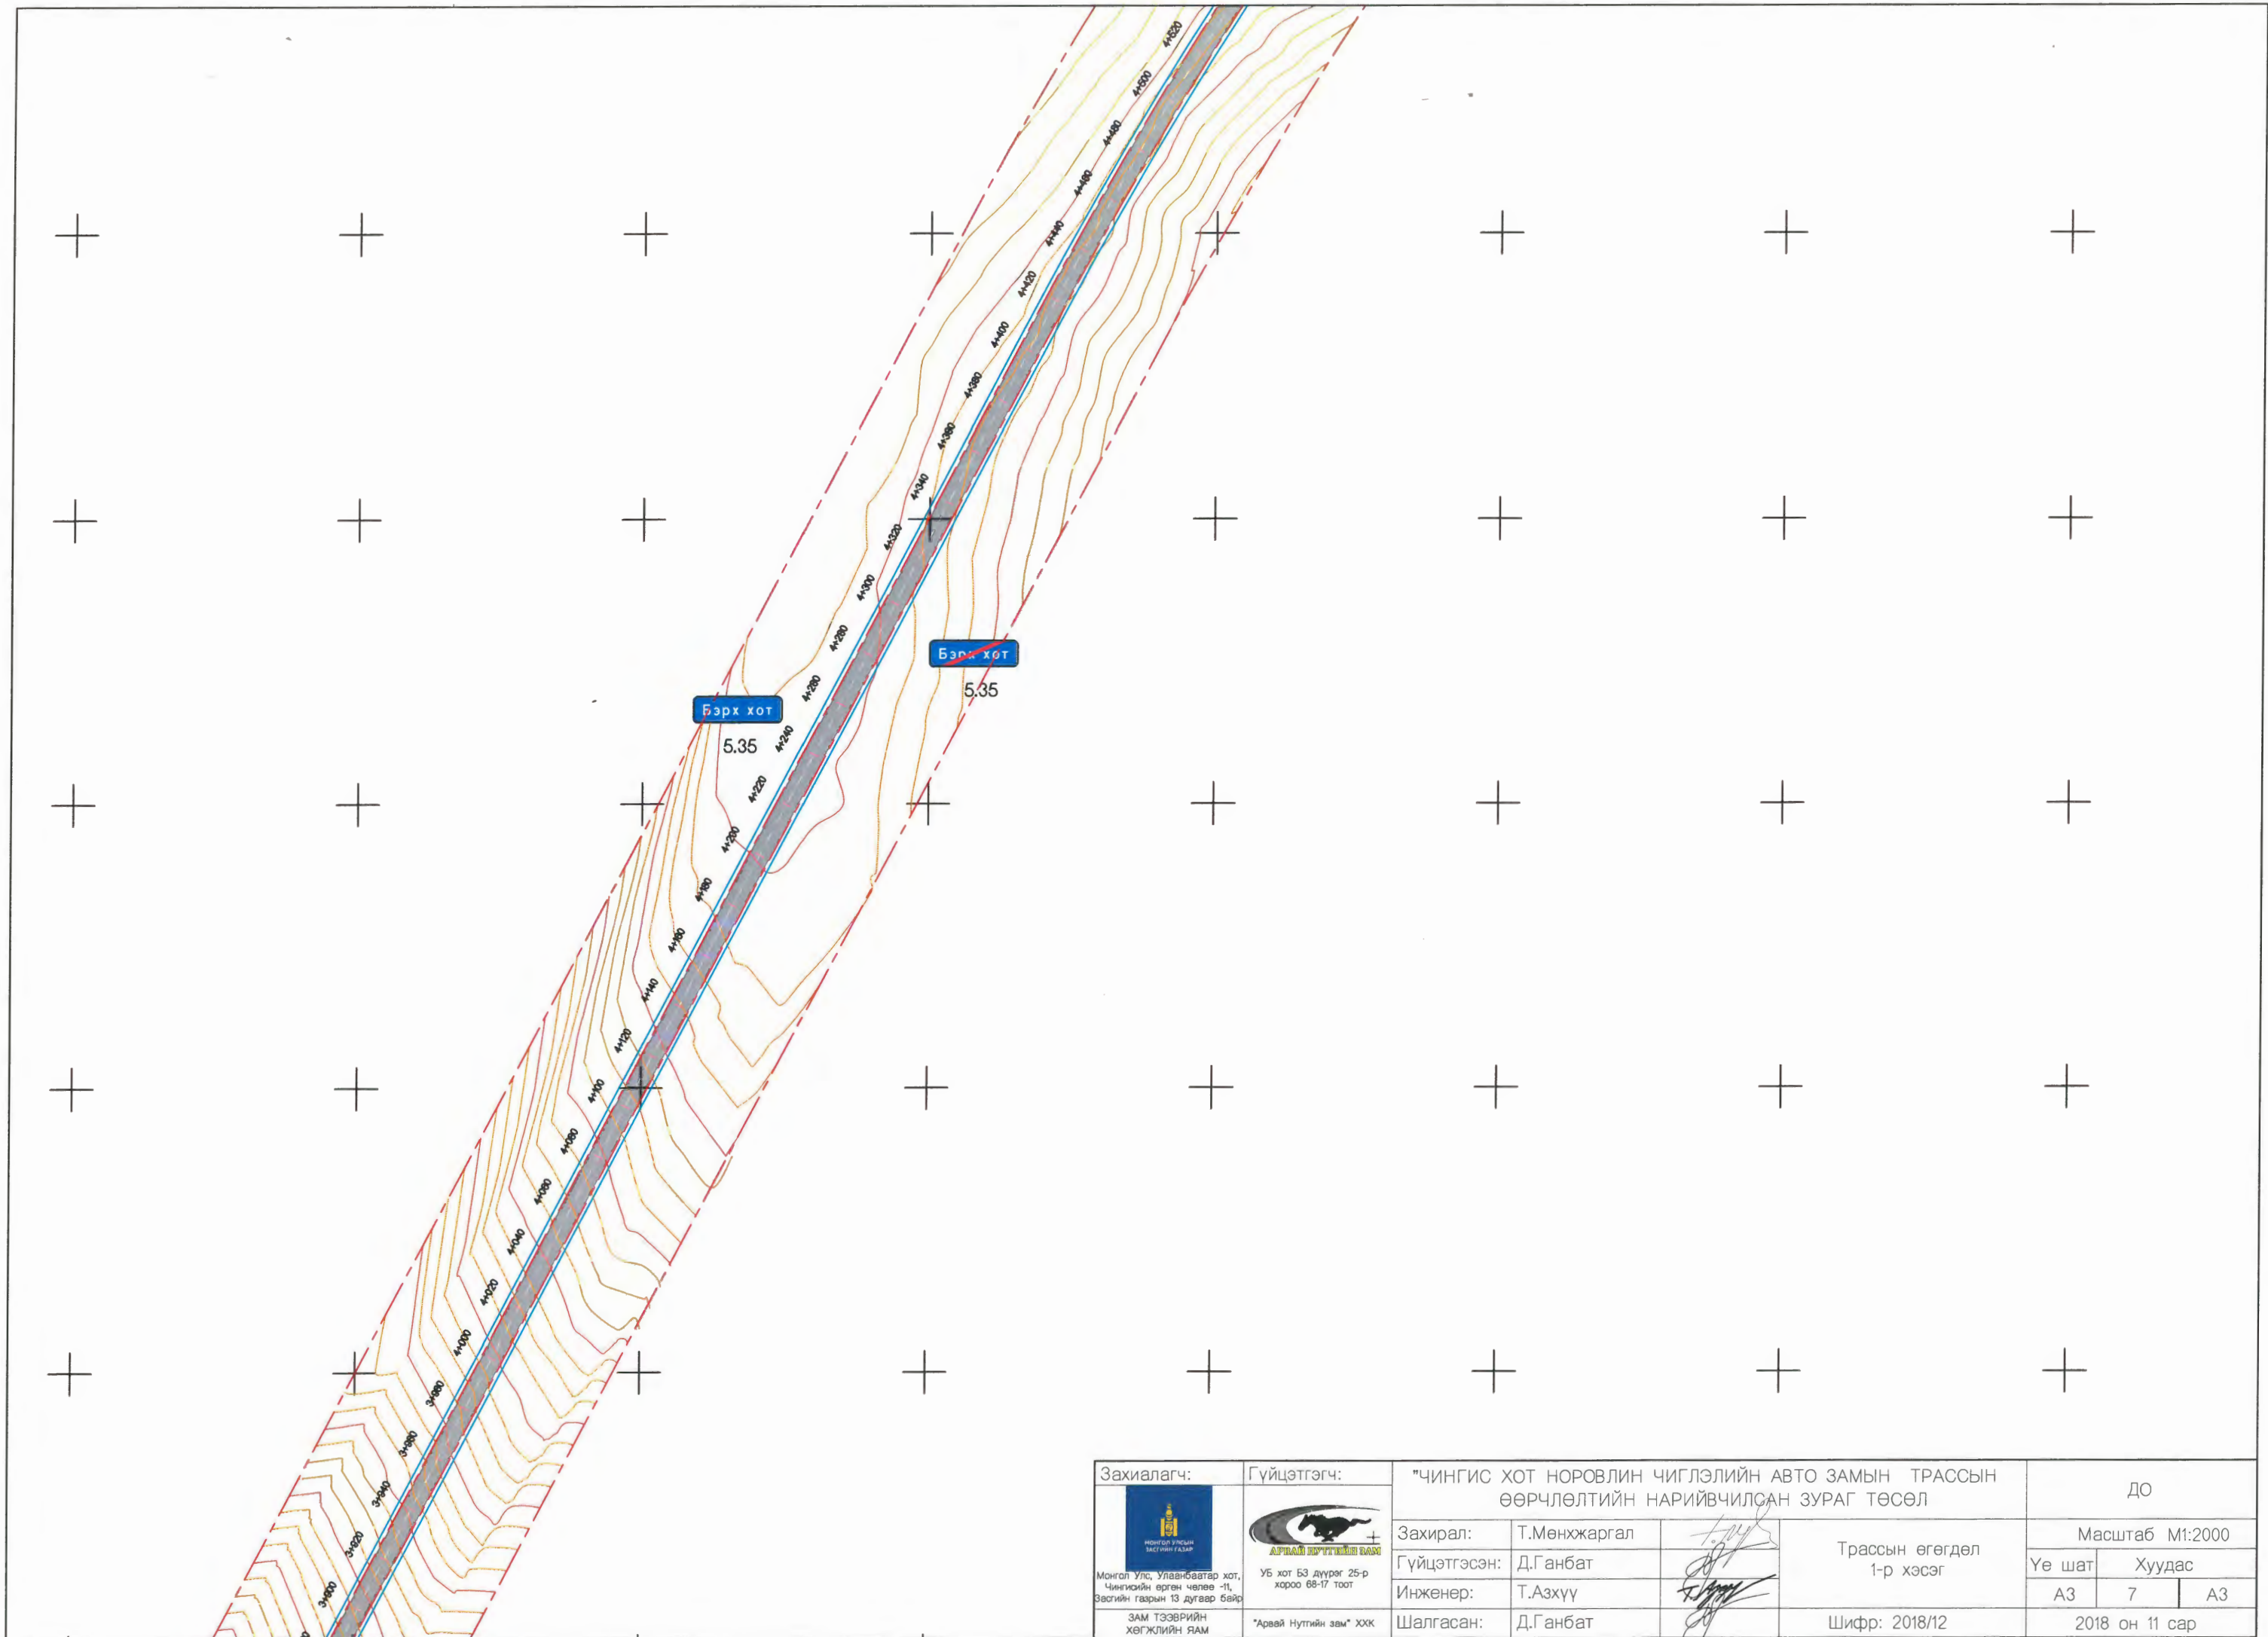 4+520
4+500
4+480
4+460
4+440
4+420
4+400
4+380
4+360
4+340
4+320
4+300
4+280
4+260
4+240
4+220
4+200
4+180
4+160
4+140
4+120
4+100
4+080
4+060
4+040
4+020
4+000
3+980
3+960
3+940
3+920
3+900
Бэрх хот
5.35
Бэрх хот
5.35
Захиалагч:
МОНГОЛ УЛСЫН
ЗАСГИЙН ГАЗАР
Монгол Улс, Улаанбаатар хот,
Чингисийн өргөн чөлөө -11,
Засгийн газрын 13 дугаар байр
ЗАМ ТЭЭВРИЙН
ХӨГЖЛИЙН ЯАМ
Гүйцэтгэгч:
АРВАЙ НУТГИЙН ЗАМ
УБ хот БЗ дүүрэг 25-р
хороо 68-17 тоот
"Арвай Нутгийн зам" ХХК
"ЧИНГИС ХОТ НОРОВЛИН ЧИГЛЭЛИЙН АВТО ЗАМЫН ТРАССЫН
ӨӨРЧЛӨЛТИЙН НАРИЙВЧИЛСАН ЗУРАГ ТӨСӨЛ
Захирал: Т.Мөнхжаргал
Гүйцэтгэсэн: Д.Ганбат
Инженер: Т.Азхүү
Шалгасан: Д.Ганбат
Трассын өгөгдөл
1-р хэсэг
Шифр: 2018/12
ДО
Масштаб М1:2000
Үе шат Хуудас
А3 7 А3
2018 он 11 сар